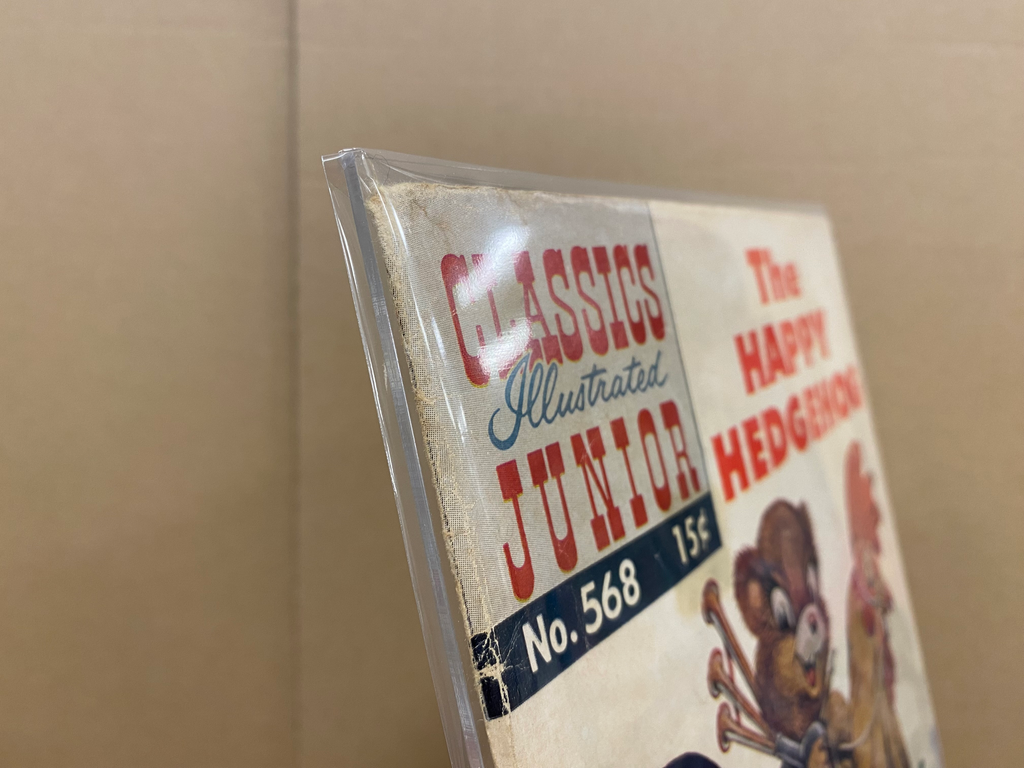 CLASSICS
Illustrated
JUNIOR
No. 568 15¢
The
HAPPY
HEDGEHOG